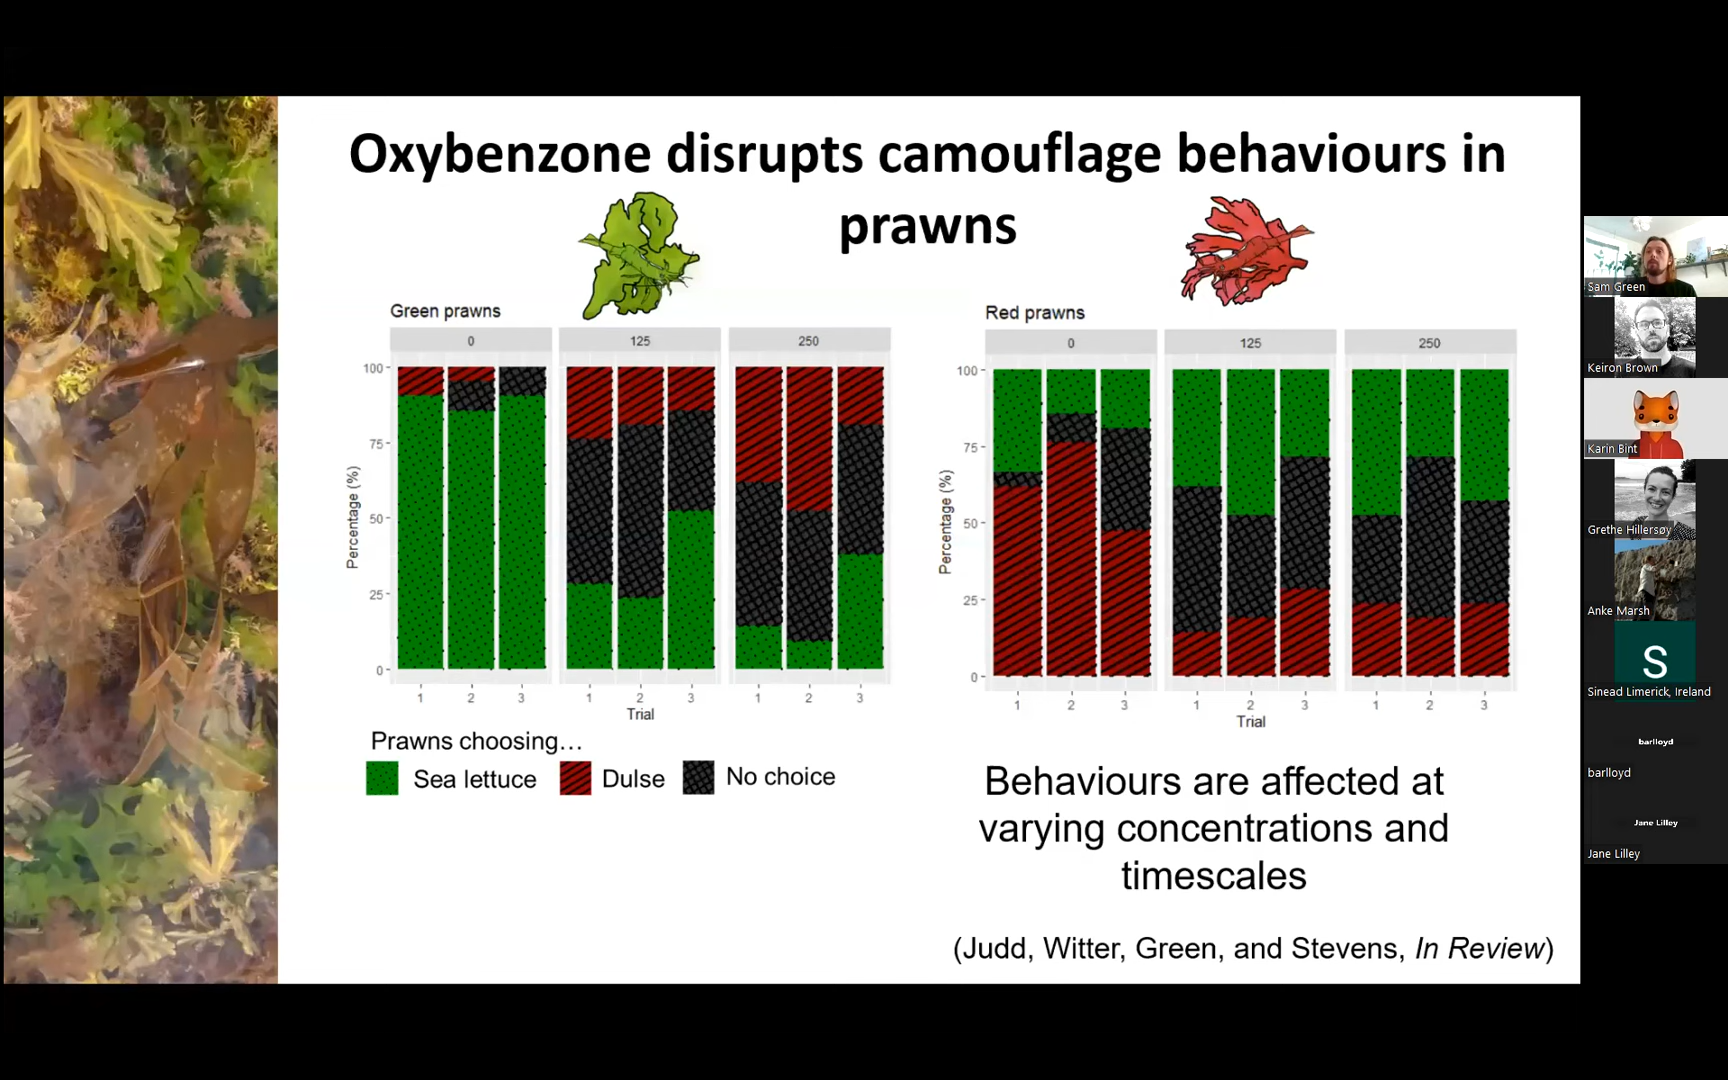 Oxybenzone disrupts camouflage behaviours in
prawns
Green prawns
0
125
250
100
75
50
25
0
Percentage (%)
1
2
3
1
2
3
1
2
3
Trial
Prawns choosing…
Sea lettuce
Dulse
No choice
Red prawns
0
125
250
100
75
50
25
0
Percentage (%)
1
2
3
1
2
3
1
2
3
Trial
Behaviours are affected at
varying concentrations and
timescales
(Judd, Witter, Green, and Stevens, In Review)
Sam Green
Keiron Brown
Karin Bint
Grethe Hillersøy
Anke Marsh
S
Sinead Limerick, Ireland
barlloyd
barlloyd
Jane Lilley
Jane Lilley